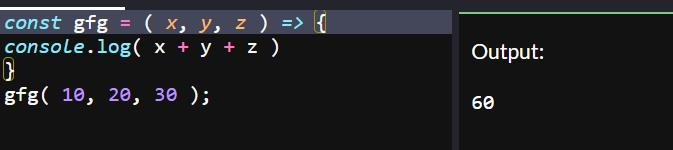 const gfg = ( x, y, z ) => {
console.log( x + y + z )
}
gfg( 10, 20, 30 );
Output:
60